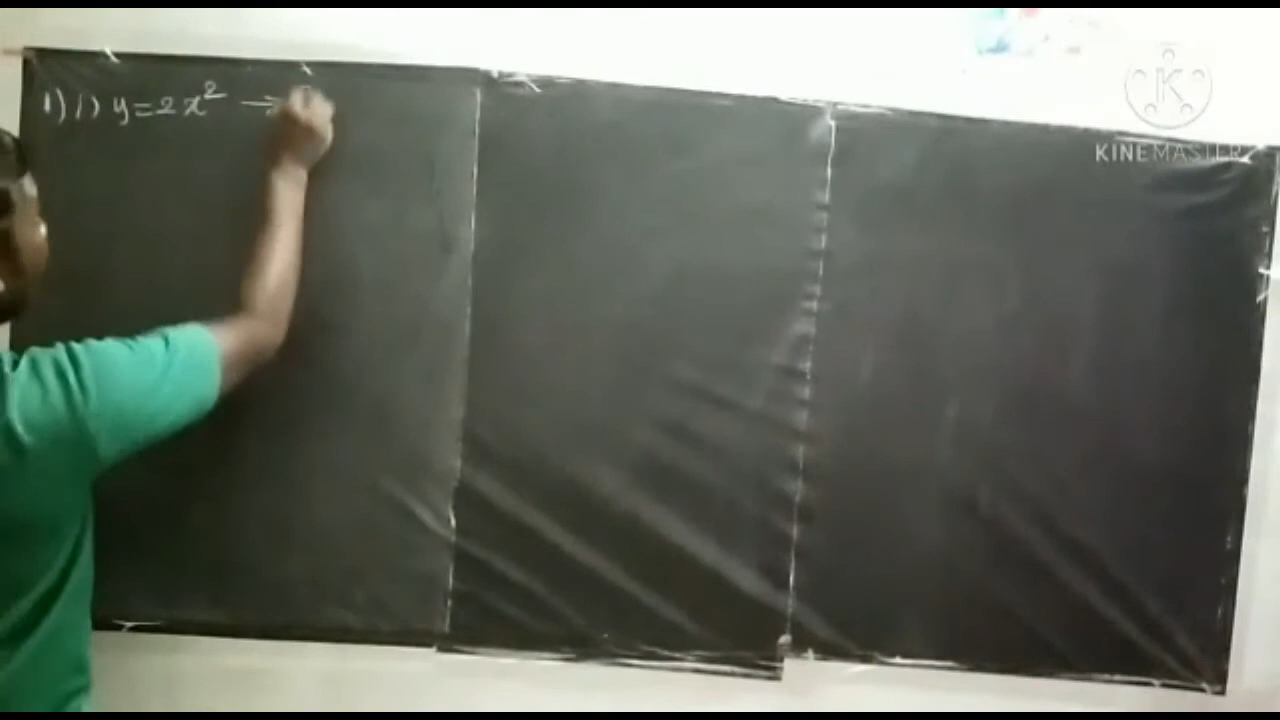 1) i) y = 2x² →
KINEMASTER